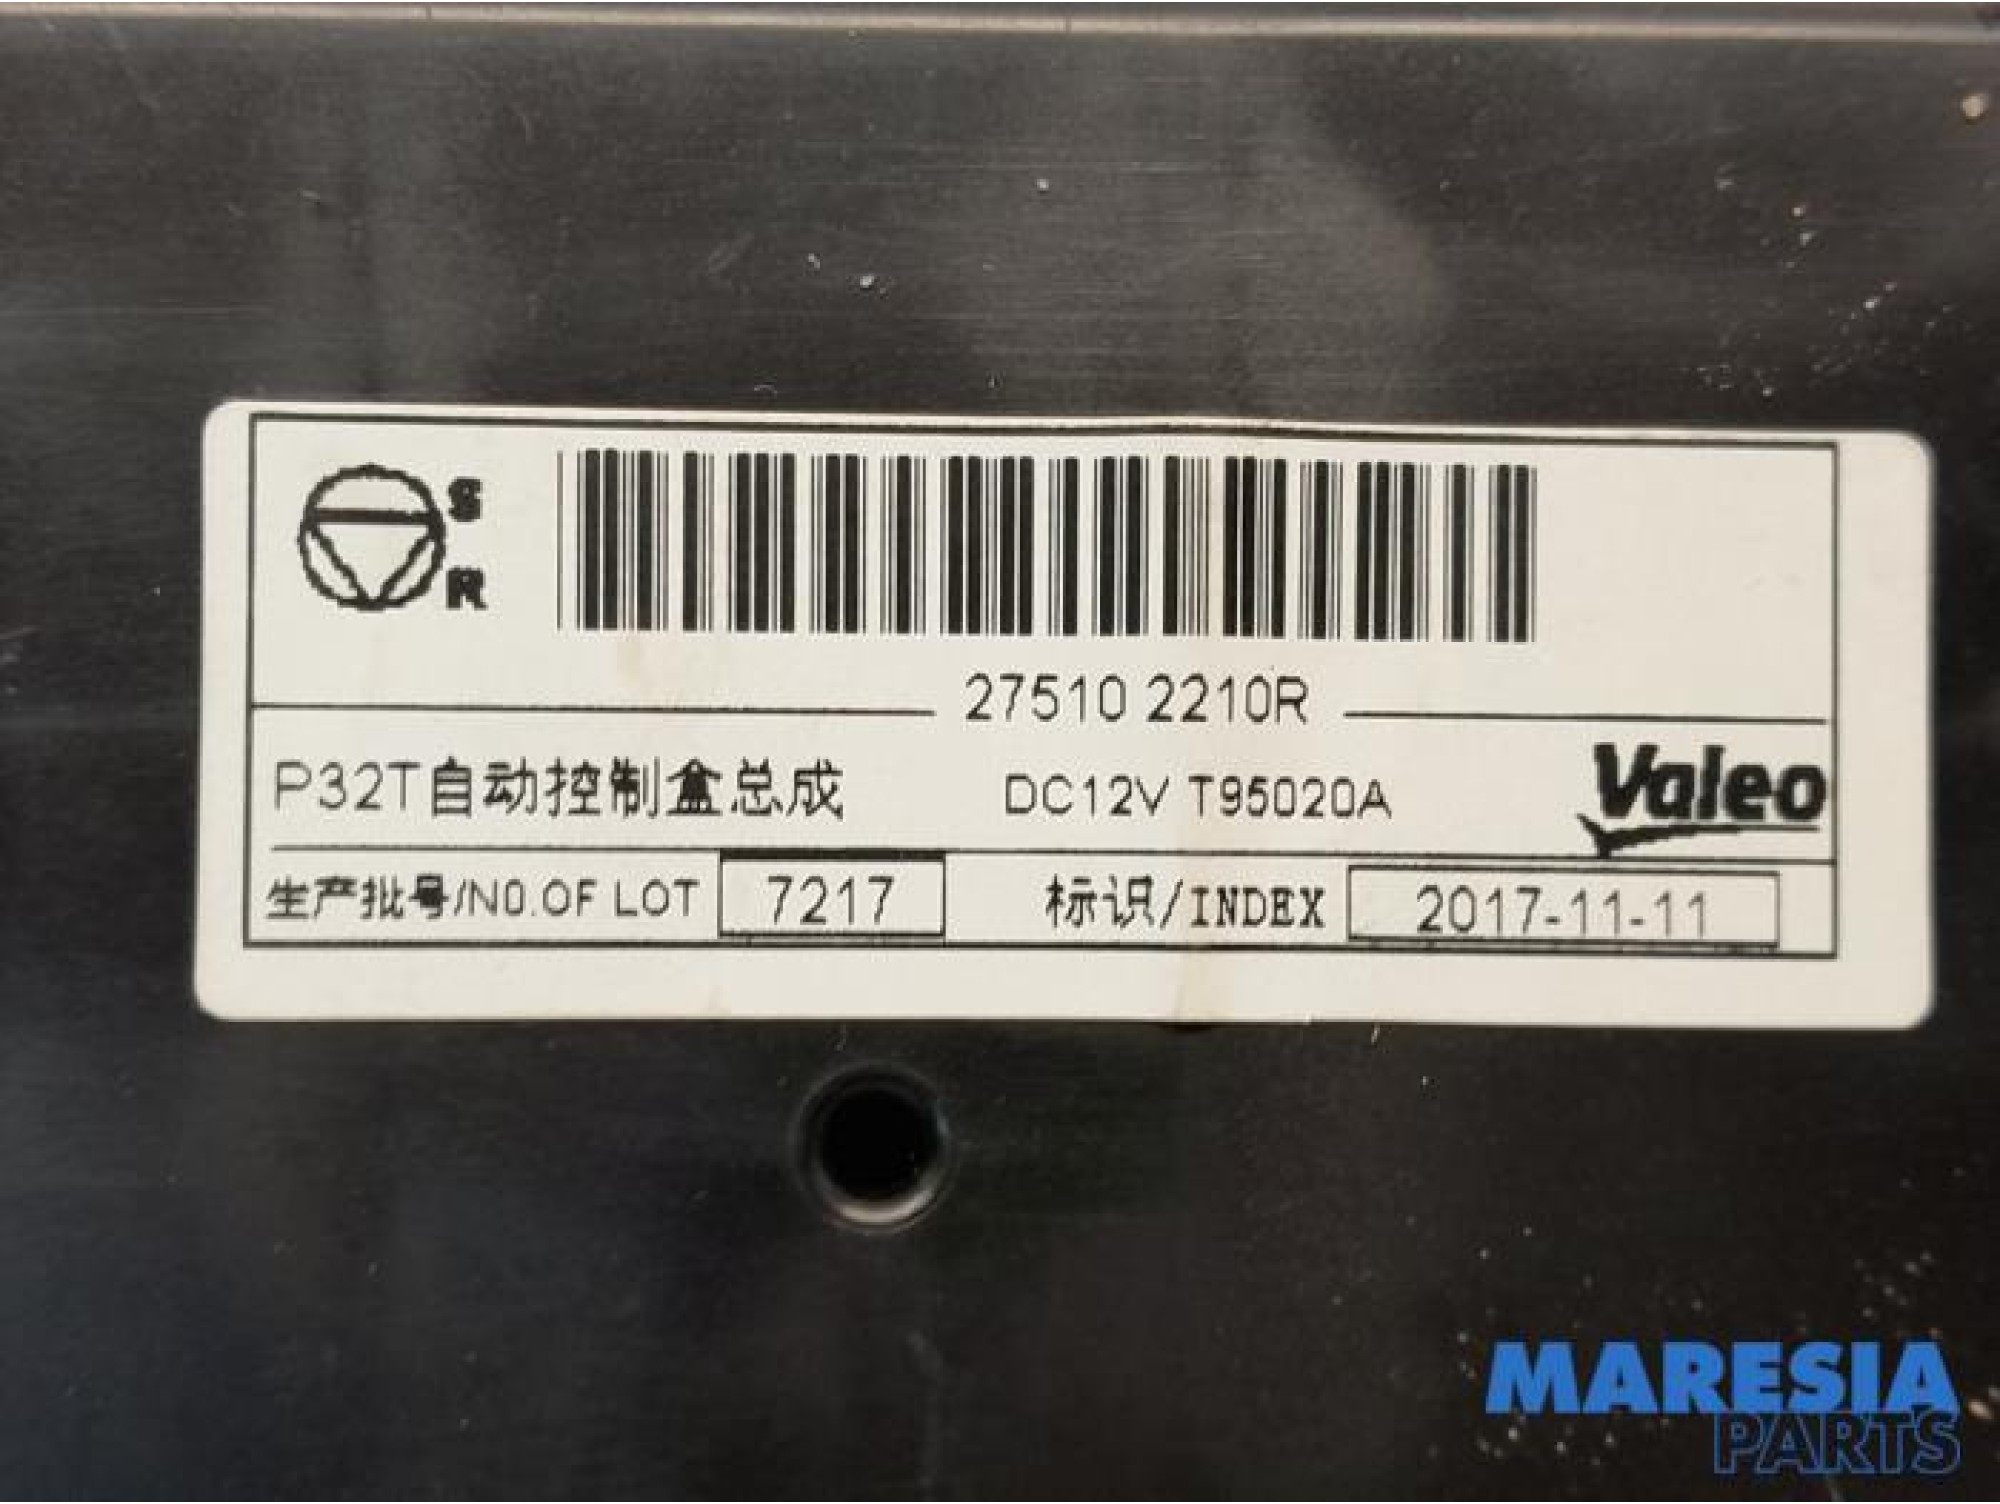 S
R
27510 2210R
P32T自动控制盒总成 DC12V T95020A Valeo
生产批号/NO.OF LOT 7217 标识/INDEX 2017-11-11
MARESIA
PARTS